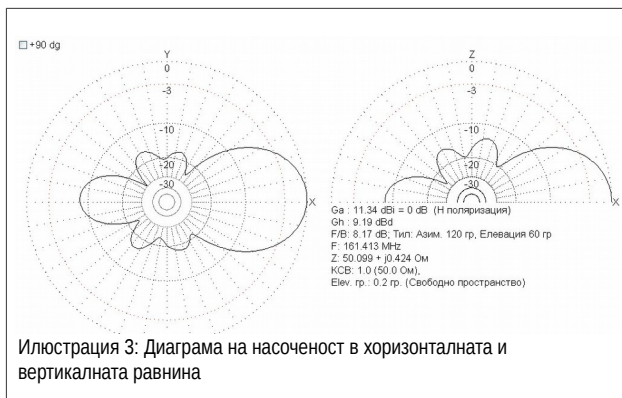 +90 dg
Y
0
-3
-10
-20
-30
X
Z
0
-3
-10
-20
-30
X
Ga : 11.34 dBi = 0 dB (Н поляризация)
Gh : 9.19 dBd
F/B: 8.17 dB; Тил: Азим. 120 гр, Елевация 60 гр
F: 161.413 MHz
Z: 50.099 + j0.424 Ом
КСВ: 1.0 (50.0 Ом),
Elev. гр.: 0.2 гр. (Свободно пространство)
Илюстрация 3: Диаграма на насоченост в хоризонталната и
вертикалната равнина